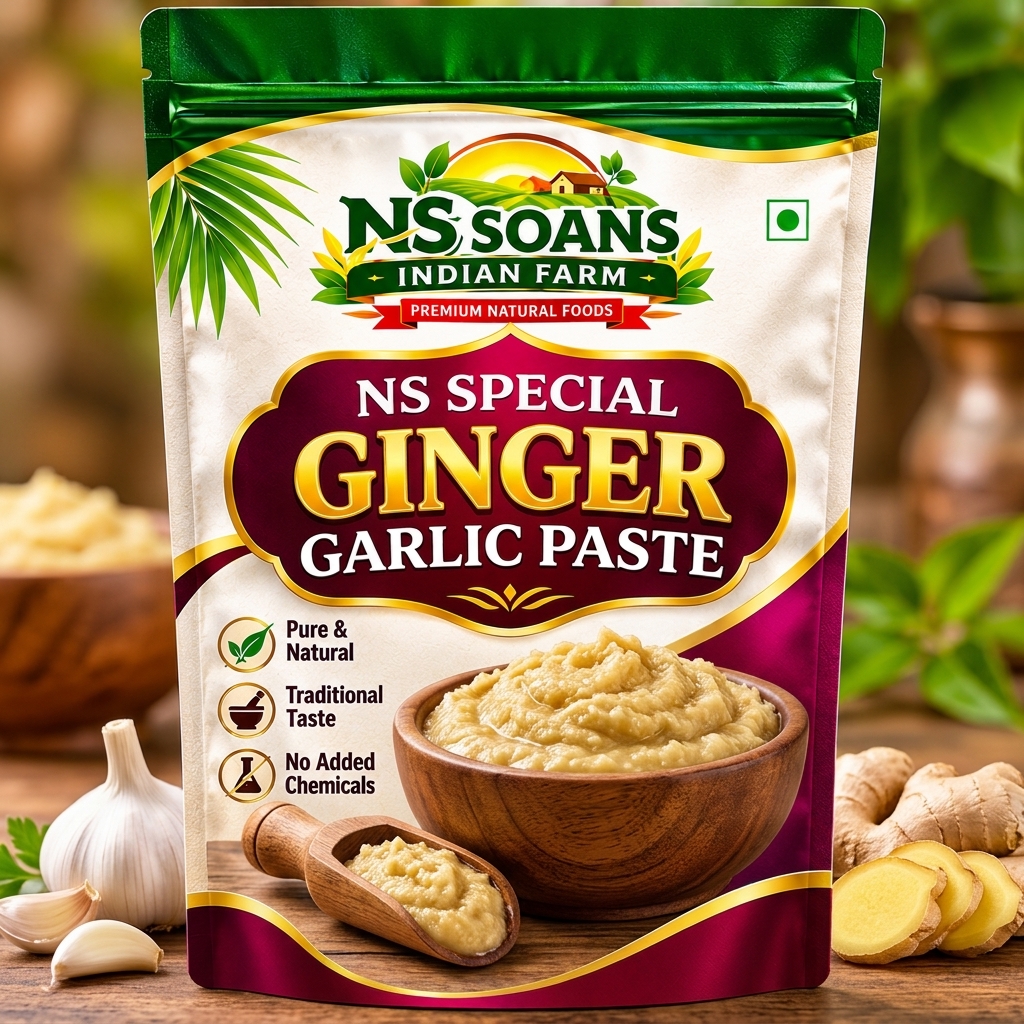 NS SOANS
INDIAN FARM
PREMIUM NATURAL FOODS
NS SPECIAL
GINGER
GARLIC PASTE
Pure &
Natural
Traditional
Taste
No Added
Chemicals